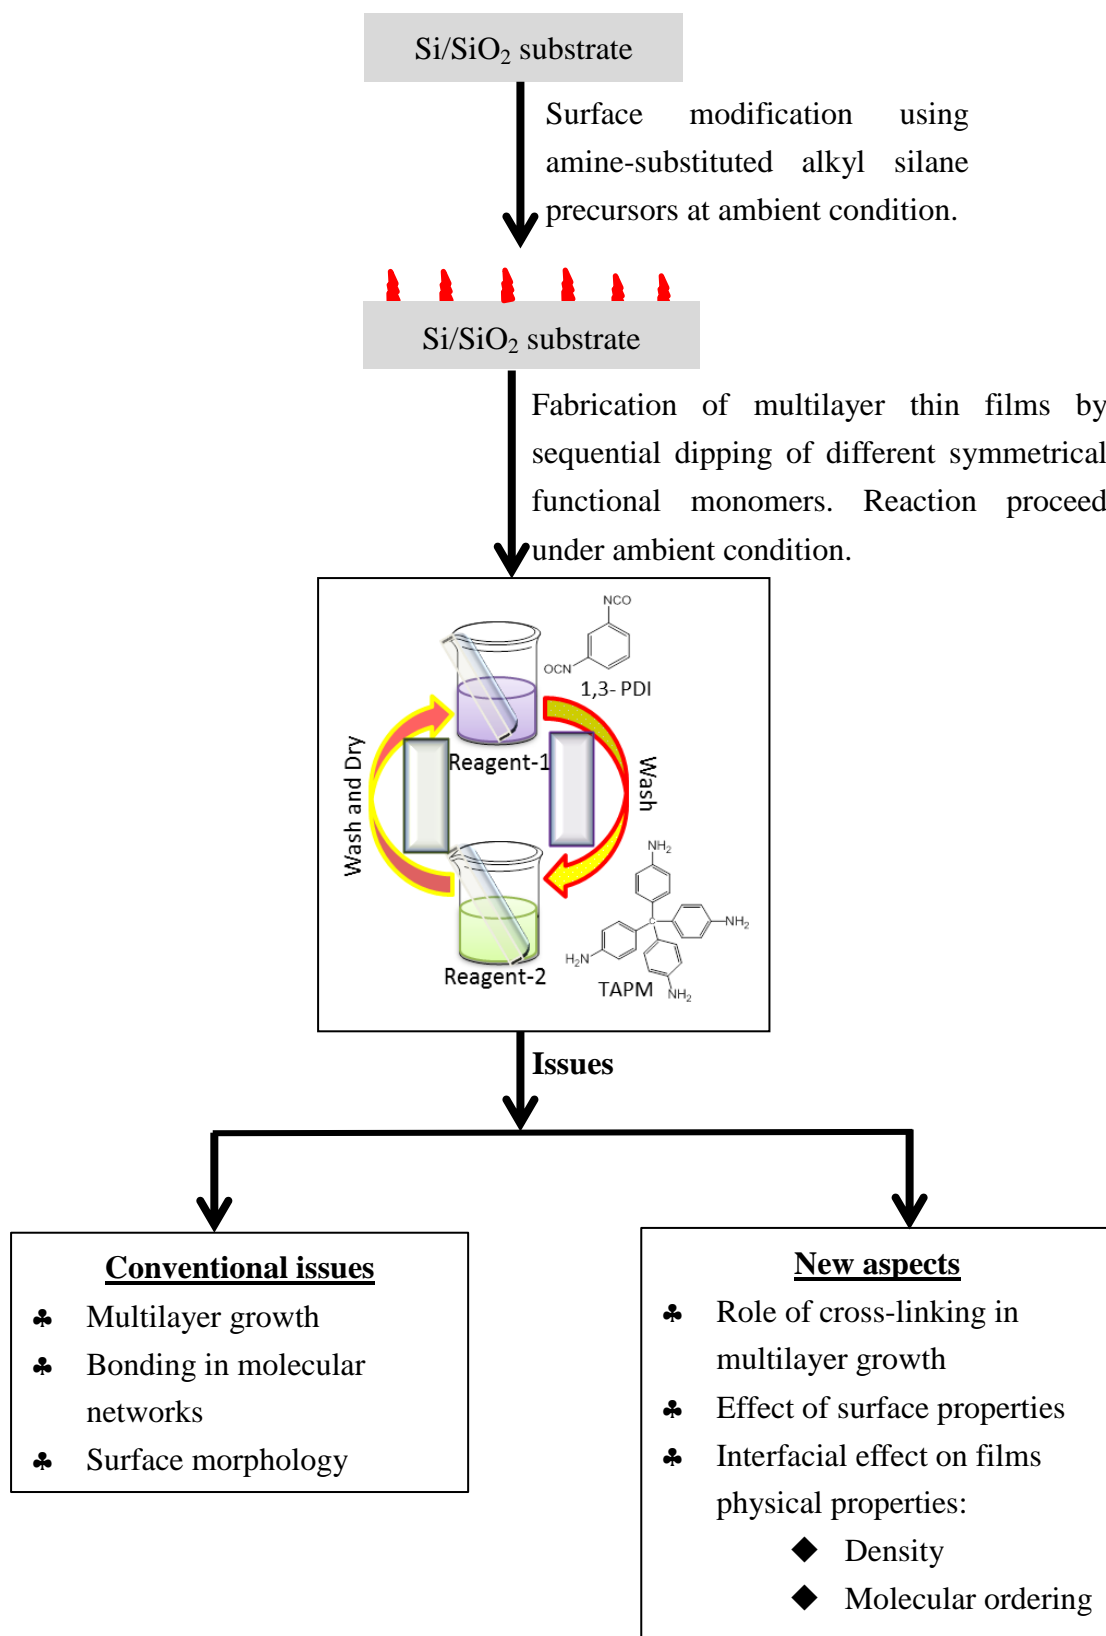 Si/SiO₂ substrate
Surface modification using
amine-substituted alkyl silane
precursors at ambient condition.
Si/SiO₂ substrate
Fabrication of multilayer thin films by
sequential dipping of different symmetrical
functional monomers. Reaction proceed
under ambient condition.
NCO
OCN
1,3- PDI
Reagent-1
Wash and Dry
Wash
NH₂
C
NH₂
H₂N
NH₂
TAPM
Reagent-2
Issues
Conventional issues
♣ Multilayer growth
♣ Bonding in molecular
networks
♣ Surface morphology
New aspects
♣ Role of cross-linking in
multilayer growth
♣ Effect of surface properties
♣ Interfacial effect on films
physical properties:
◆ Density
◆ Molecular ordering